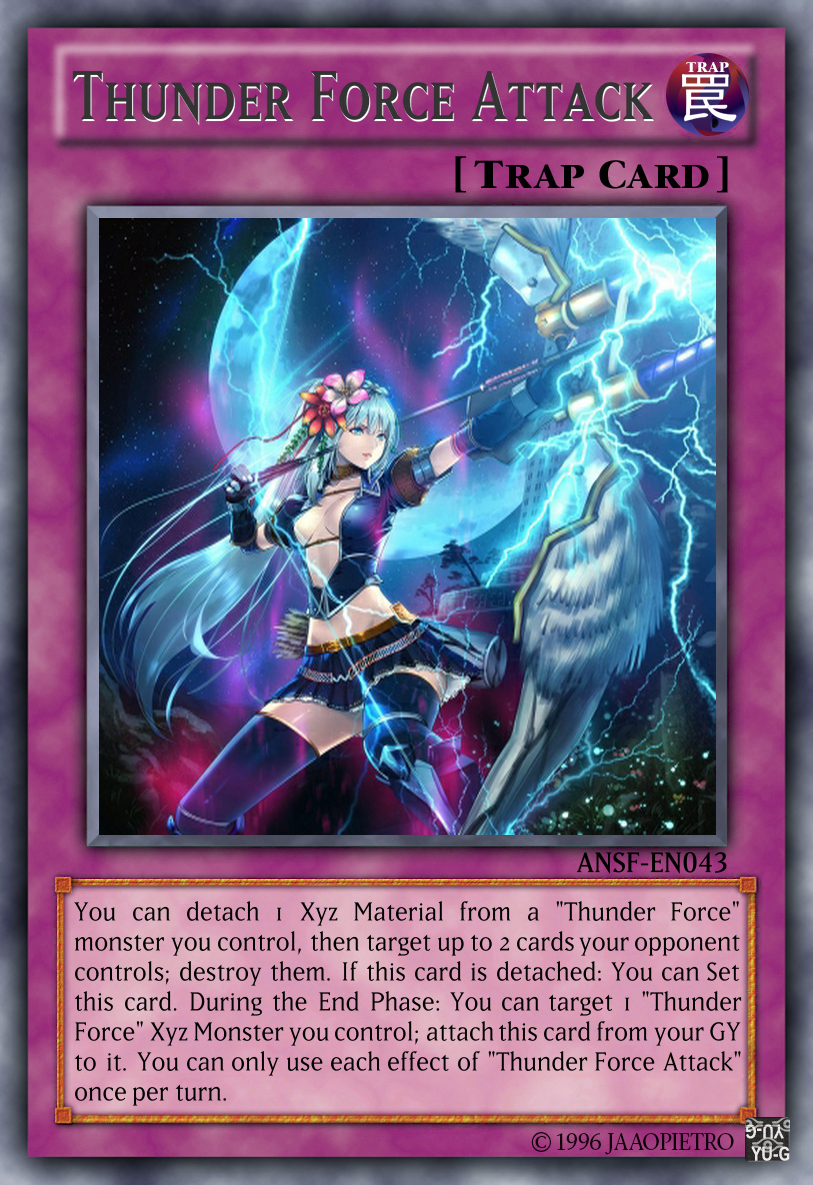 THUNDER FORCE ATTACK
TRAP
罠
[TRAP CARD]
ANSF-EN043
You can detach 1 Xyz Material from a "Thunder Force"
monster you control, then target up to 2 cards your opponent
controls; destroy them. If this card is detached: You can Set
this card. During the End Phase: You can target 1 "Thunder
Force" Xyz Monster you control; attach this card from your GY
to it. You can only use each effect of "Thunder Force Attack"
once per turn.
© 1996 JAAOPIETRO
YU-G